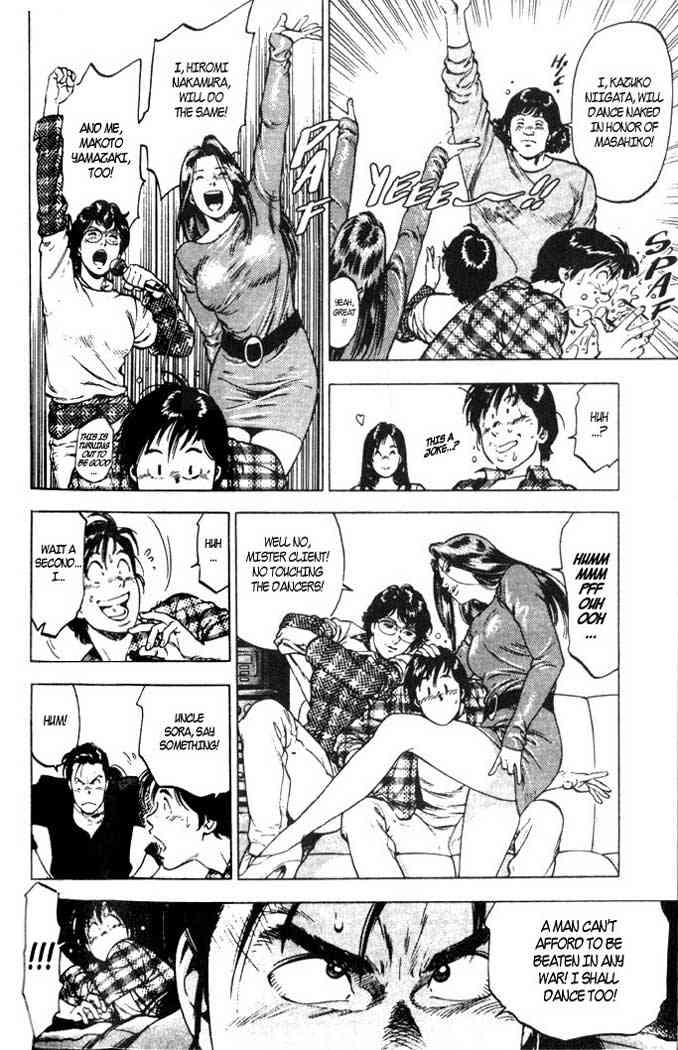 I, KAZUKO
NIIGATA, WILL
DANCE NAKED
IN HONOR OF
MASAHIKO!
HIC
YEEE~!!
SPAF
YEAH,
GREAT
!!
I, HIROMI
NAKAMURA,
WILL DO
THE SAME!
PAF
AND ME,
MAKOTO
YAMAZAKI,
TOO!
THIS IS
TURNING
OUT TO
BE GOOD
...
HUH
...?
THIS A
JOKE...?
HUMM
MMM
PFF
OUH
OOH
...
WELL NO,
MISTER CLIENT!
NO TOUCHING
THE DANCERS!
HUH
...
WAIT A
SECOND...
I...
UNCLE
SORA, SAY
SOMETHING!
HUM!
A MAN CAN'T
AFFORD TO BE
BEATEN IN ANY
WAR! I SHALL
DANCE TOO!
!!!